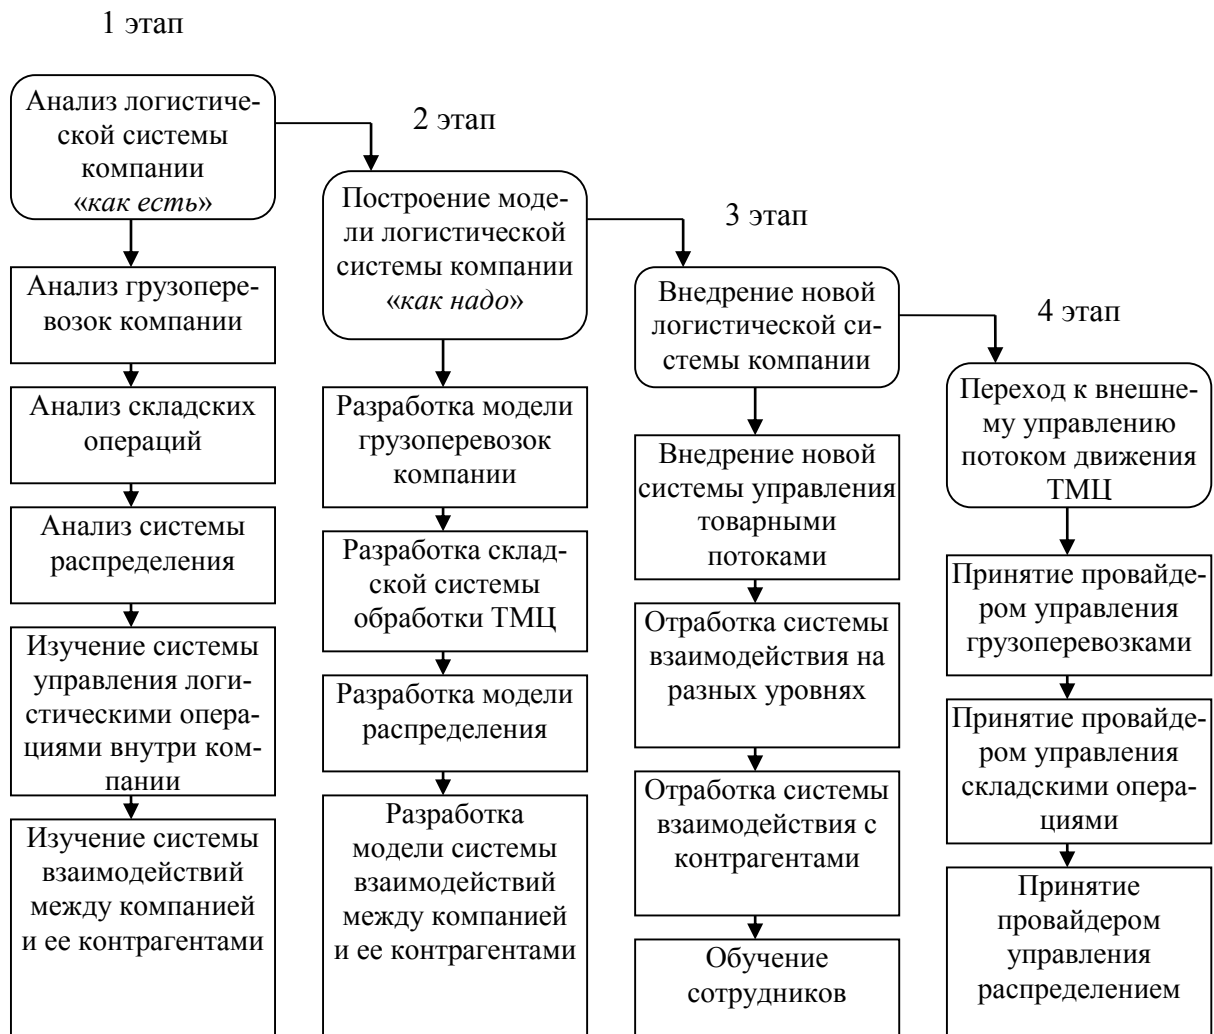 1 этап
Анализ логистиче-
ской системы
компании
«как есть»
Анализ грузопере-
возок компании
Анализ складских
операций
Анализ системы
распределения
Изучение системы
управления логи-
стическими опера-
циями внутри ком-
пании
Изучение системы
взаимодействий
между компанией
и ее контрагентами
2 этап
Построение моде-
ли логистической
системы компании
«как надо»
Разработка модели
грузоперевозок
компании
Разработка склад-
ской системы
обработки ТМЦ
Разработка модели
распределения
Разработка
модели системы
взаимодействий
между компанией
и ее контрагентами
3 этап
Внедрение новой
логистической си-
стемы компании
Внедрение новой
системы управления
товарными
потоками
Отработка системы
взаимодействия на
разных уровнях
Отработка системы
взаимодействия с
контрагентами
Обучение
сотрудников
4 этап
Переход к внешне-
му управлению
потоком движения
ТМЦ
Принятие провайде-
ром управления
грузоперевозками
Принятие провайде-
ром управления
складскими опера-
циями
Принятие
провайдером
управления
распределением